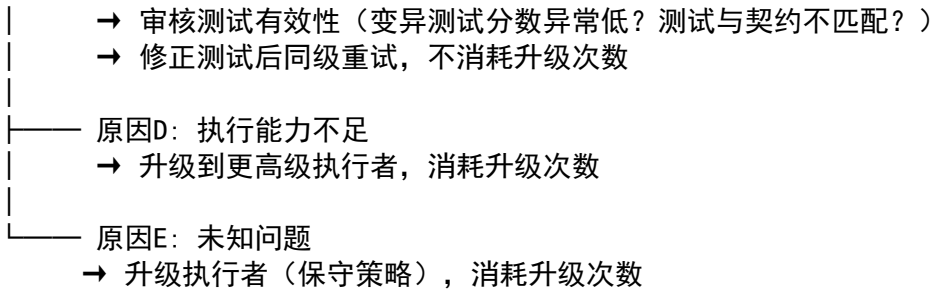 │ → 审核测试有效性（变异测试分数异常低？测试与契约不匹配？）
│ → 修正测试后同级重试，不消耗升级次数
│
├── 原因D: 执行能力不足
│ → 升级到更高级执行者，消耗升级次数
│
└── 原因E: 未知问题
→ 升级执行者（保守策略），消耗升级次数